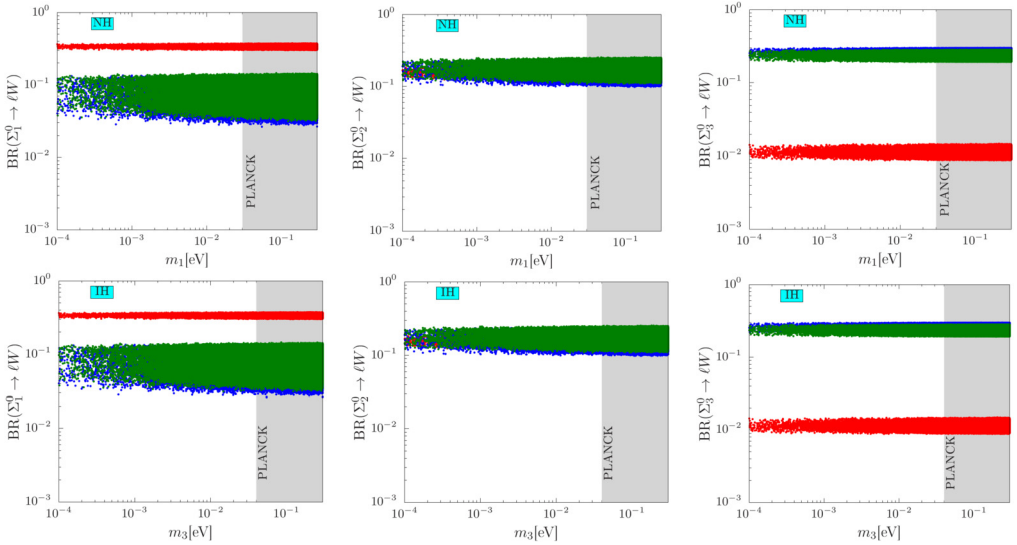 NH
10⁰
10⁻¹
10⁻²
10⁻³
BR(Σ₁⁰ → ℓW)
PLANCK
10⁻⁴
10⁻³
10⁻²
10⁻¹
m₁[eV]
NH
10⁰
10⁻¹
10⁻²
10⁻³
BR(Σ₂⁰ → ℓW)
PLANCK
10⁻⁴
10⁻³
10⁻²
10⁻¹
m₁[eV]
NH
10⁰
10⁻¹
10⁻²
10⁻³
BR(Σ₃⁰ → ℓW)
PLANCK
10⁻⁴
10⁻³
10⁻²
10⁻¹
m₁[eV]
IH
10⁰
10⁻¹
10⁻²
10⁻³
BR(Σ₁⁰ → ℓW)
PLANCK
10⁻⁴
10⁻³
10⁻²
10⁻¹
m₃[eV]
IH
10⁰
10⁻¹
10⁻²
10⁻³
BR(Σ₂⁰ → ℓW)
PLANCK
10⁻⁴
10⁻³
10⁻²
10⁻¹
m₃[eV]
IH
10⁰
10⁻¹
10⁻²
10⁻³
BR(Σ₃⁰ → ℓW)
PLANCK
10⁻⁴
10⁻³
10⁻²
10⁻¹
m₃[eV]